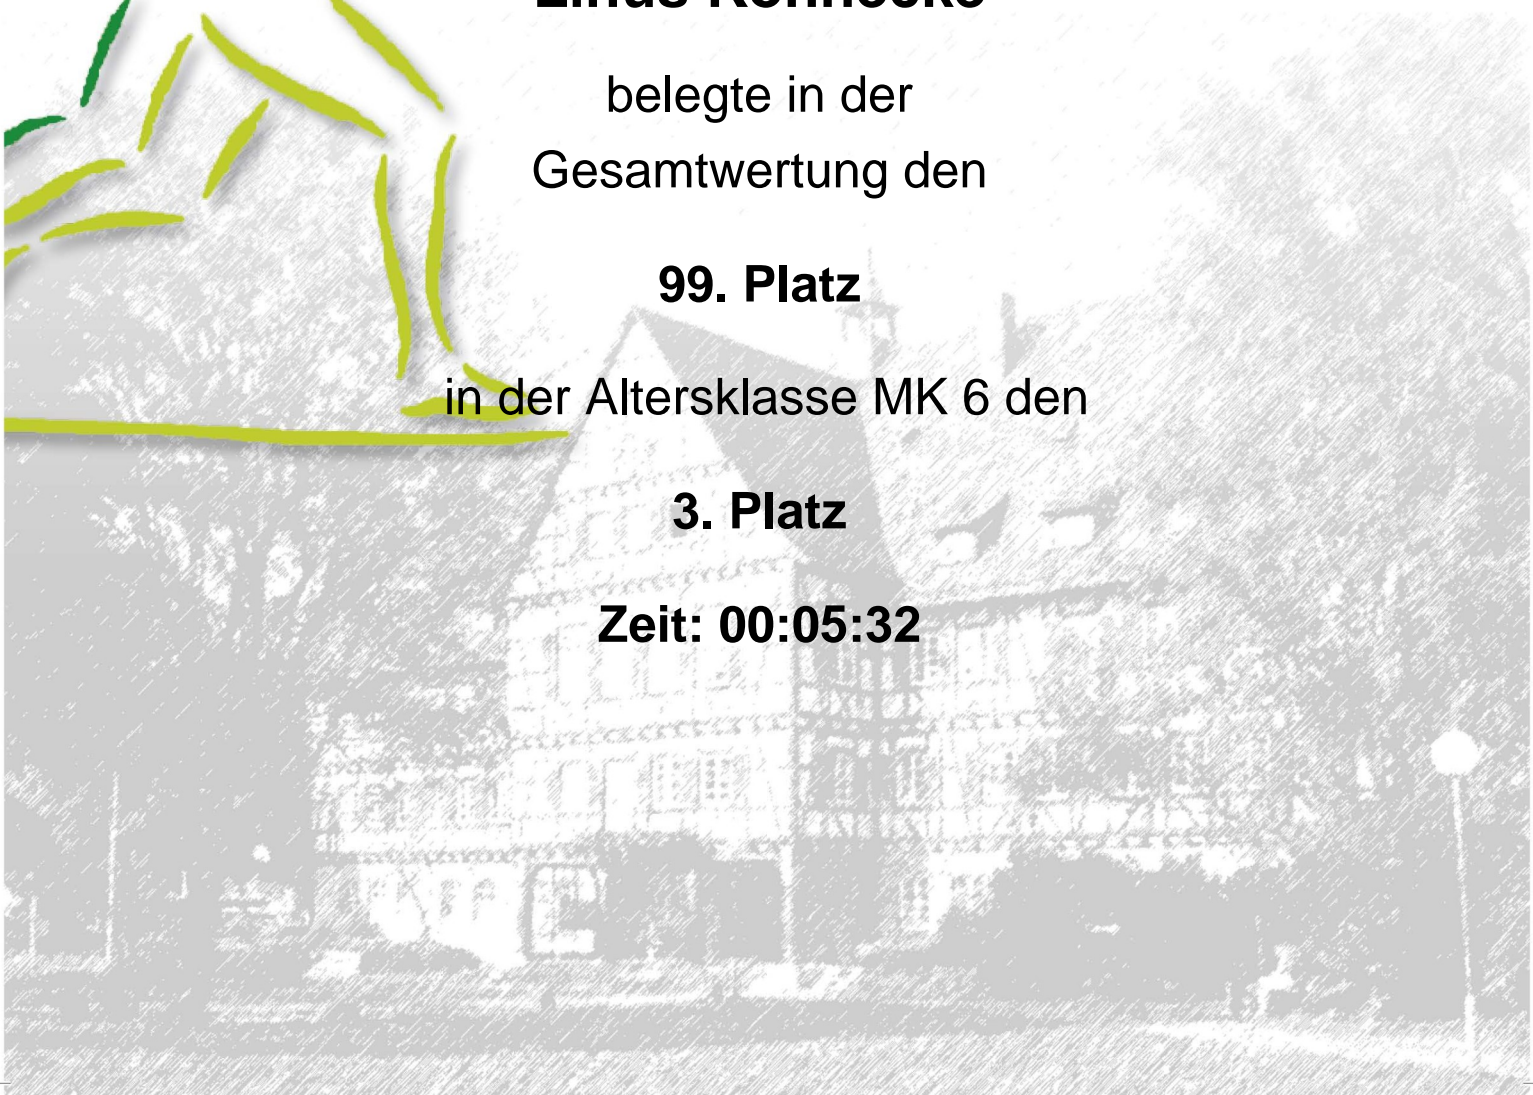 belegte in der
Gesamtwertung den
99. Platz
in der Altersklasse MK 6 den
3. Platz
Zeit: 00:05:32